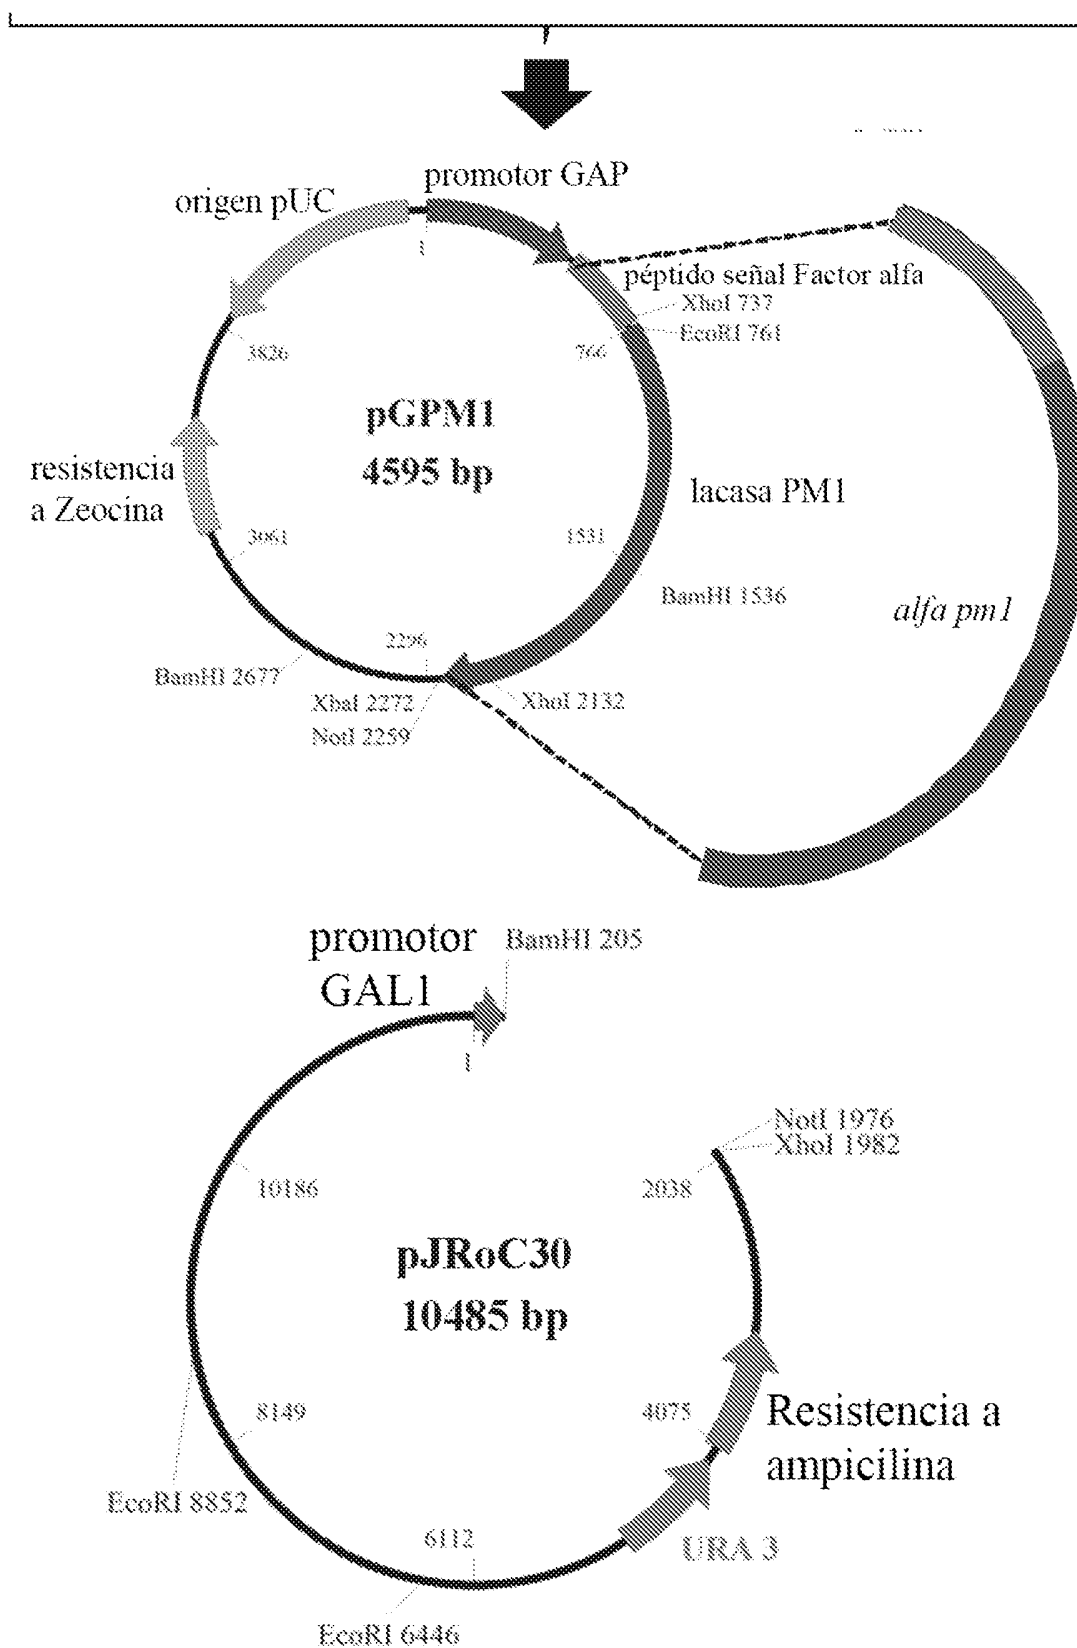 promotor GAP
origen pUC
1
péptido señal Factor alfa
XhoI 737
EcoRI 761
766
3826
pGPM1
4595 bp
resistencia
a Zeocina
lacasa PM1
3061
1531
BamHI 1536
alfa pm1
2296
BamHI 2677
XbaI 2272
XhoI 2132
NotI 2259
promotor
GAL1
BamHI 205
1
NotI 1976
XhoI 1982
10186
2038
pJRoC30
10485 bp
8149
4075
Resistencia a
ampicilina
EcoRI 8852
6112
URA 3
EcoRI 6446